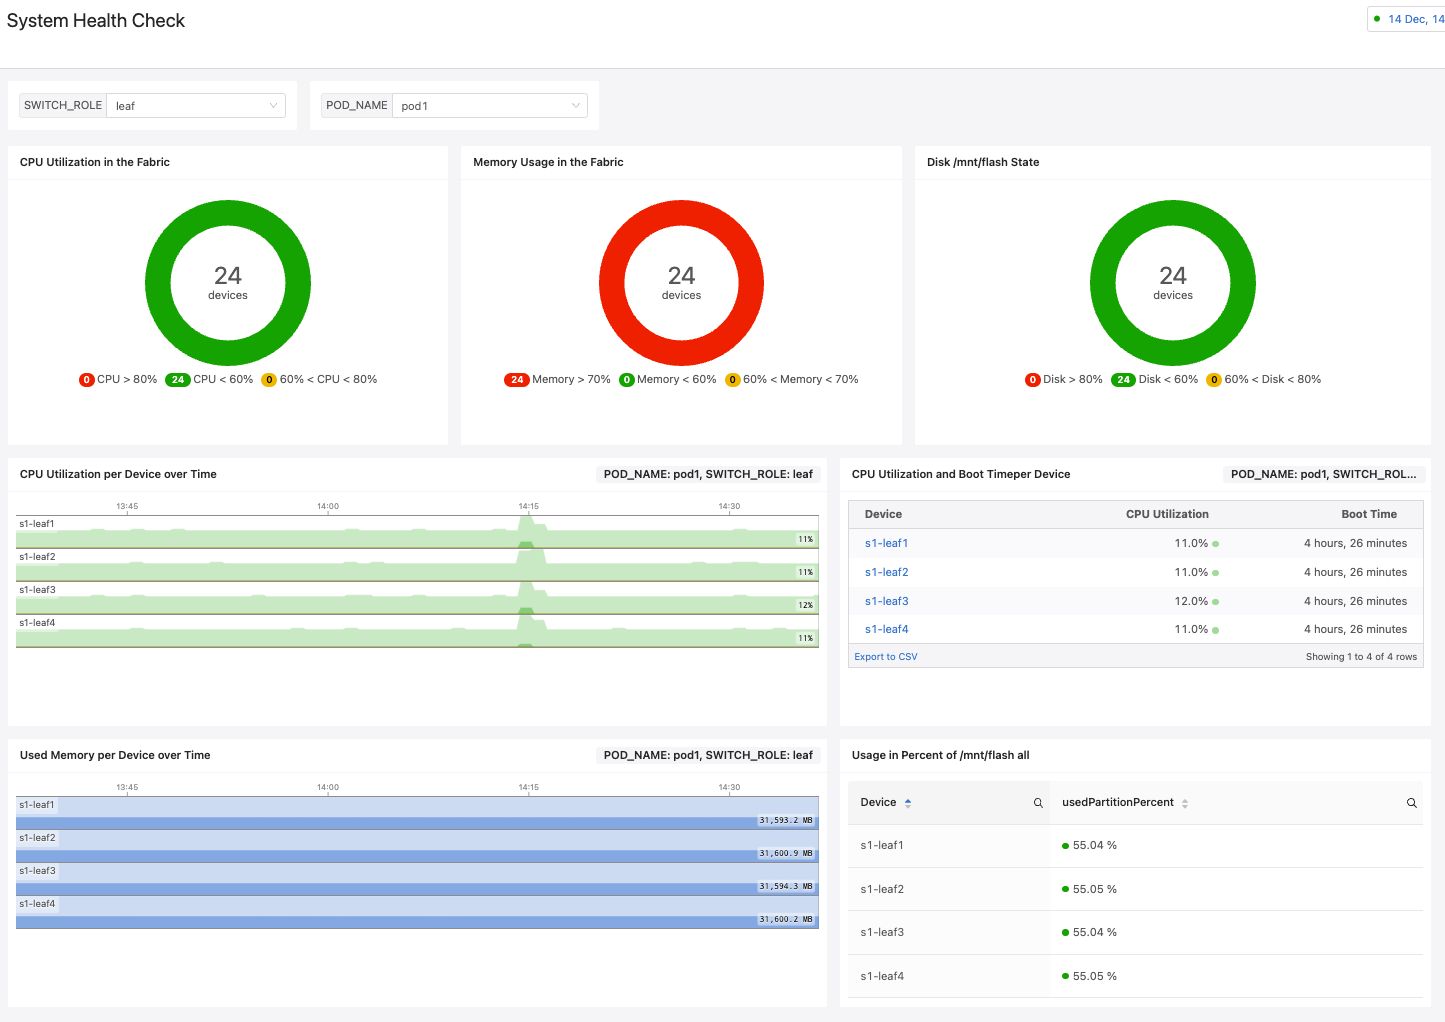 System Health Check
14 Dec, 14
SWITCH_ROLE leaf
POD_NAME pod1
CPU Utilization in the Fabric
24
devices
0 CPU > 80% 24 CPU < 60% 0 60% < CPU < 80%
Memory Usage in the Fabric
24
devices
24 Memory > 70% 0 Memory < 60% 0 60% < Memory < 70%
Disk /mnt/flash State
24
devices
0 Disk > 80% 24 Disk < 60% 0 60% < Disk < 80%
CPU Utilization per Device over Time POD_NAME: pod1, SWITCH_ROLE: leaf
13:45 14:00 14:15 14:30
s1-leaf1
11%
s1-leaf2
11%
s1-leaf3
12%
s1-leaf4
11%
CPU Utilization and Boot Timeper Device POD_NAME: pod1, SWITCH_ROL...
Device CPU Utilization Boot Time
s1-leaf1 11.0% 4 hours, 26 minutes
s1-leaf2 11.0% 4 hours, 26 minutes
s1-leaf3 12.0% 4 hours, 26 minutes
s1-leaf4 11.0% 4 hours, 26 minutes
Export to CSV Showing 1 to 4 of 4 rows
Used Memory per Device over Time POD_NAME: pod1, SWITCH_ROLE: leaf
13:45 14:00 14:15 14:30
s1-leaf1
31,593.2 MB
s1-leaf2
31,600.9 MB
s1-leaf3
31,594.3 MB
s1-leaf4
31,600.2 MB
Usage in Percent of /mnt/flash all
Device usedPartitionPercent
s1-leaf1 55.04 %
s1-leaf2 55.05 %
s1-leaf3 55.04 %
s1-leaf4 55.05 %